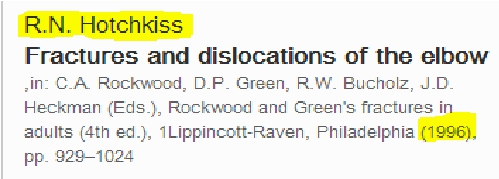 R.N. Hotchkiss
Fractures and dislocations of the elbow
,in: C.A. Rockwood, D.P. Green, R.W. Bucholz, J.D.
Heckman (Eds.), Rockwood and Green's fractures in
adults (4th ed.), 1Lippincott-Raven, Philadelphia (1996),
pp. 929–1024